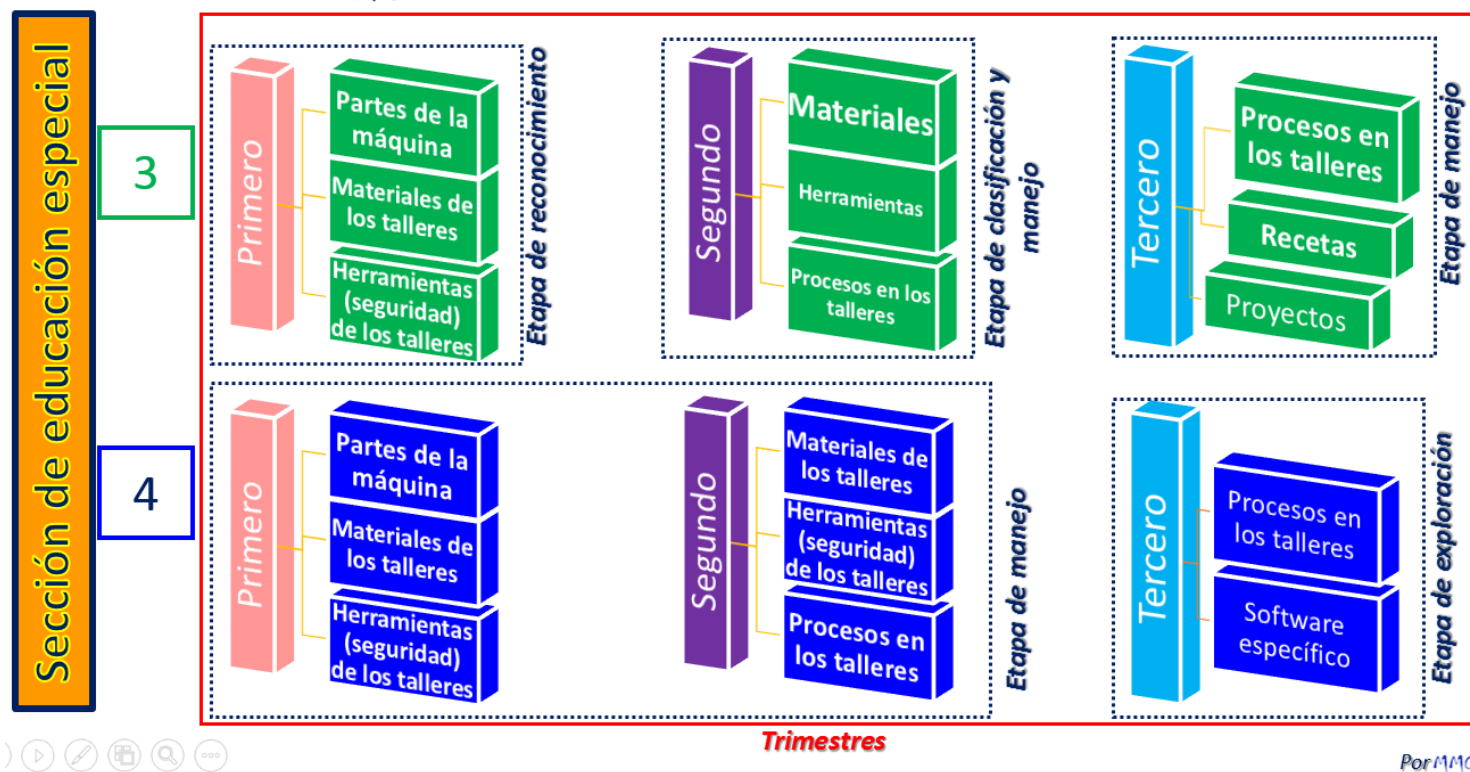 Sección de educación especial
3
Primero
Partes de la
máquina
Materiales de
los talleres
Herramientas
(seguridad)
de los talleres
Etapa de reconocimiento
Segundo
Materiales
Herramientas
Procesos en los
talleres
Etapa de clasificación y
manejo
Tercero
Procesos en
los talleres
Recetas
Proyectos
Etapa de manejo
4
Primero
Partes de la
máquina
Materiales de
los talleres
Herramientas
(seguridad)
de los talleres
Segundo
Materiales de
los talleres
Herramientas
(seguridad)
de los talleres
Procesos en
los talleres
Etapa de manejo
Tercero
Procesos en
los talleres
Software
específico
Etapa de exploración
Trimestres
Por